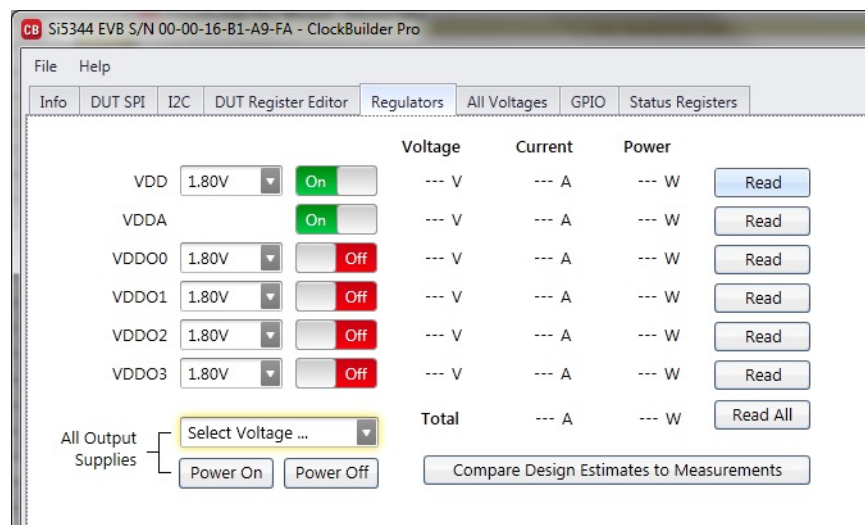 CB Si5344 EVB S/N 00-00-16-B1-A9-FA - ClockBuilder Pro
File Help
Info DUT SPI I2C DUT Register Editor Regulators All Voltages GPIO Status Registers
Voltage Current Power
VDD 1.80V On --- V --- A --- W Read
VDDA On --- V --- A --- W Read
VDDO0 1.80V Off --- V --- A --- W Read
VDDO1 1.80V Off --- V --- A --- W Read
VDDO2 1.80V Off --- V --- A --- W Read
VDDO3 1.80V Off --- V --- A --- W Read
All Output Supplies
Select Voltage ...
Total --- A --- W Read All
Power On Power Off Compare Design Estimates to Measurements